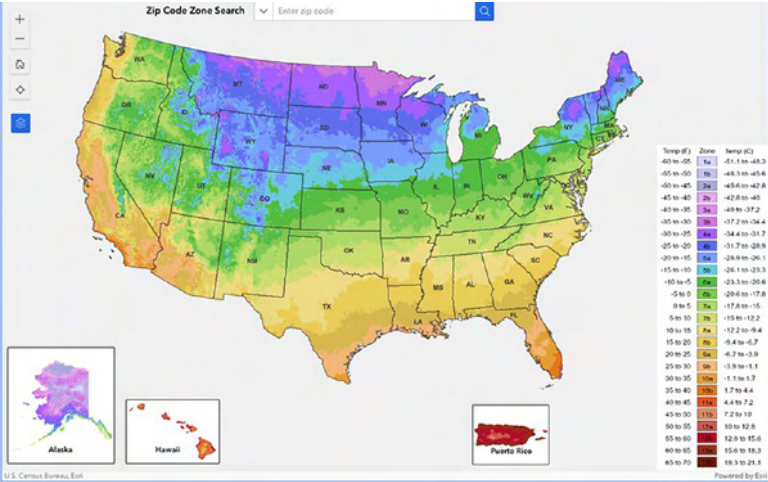 Zip Code Zone Search
Enter zip code
WA
OR
CA
NV
ID
MT
WY
UT
CO
AZ
NM
ND
SD
NE
KS
OK
TX
MN
IA
MO
AR
LA
WI
IL
MI
IN
OH
KY
TN
MS
AL
GA
FL
SC
NC
VA
WV
PA
NY
ME
Alaska
Hawaii
Puerto Rico
Temp (F) Zone Temp (C)
-60 to -55 1a -51.1 to -48.3
-55 to -50 1b -48.3 to -45.6
-50 to -45 2a -45.6 to -42.8
-45 to -40 2b -42.8 to -40
-40 to -35 3a -40 to -37.2
-35 to -30 3b -37.2 to -34.4
-30 to -25 4a -34.4 to -31.7
-25 to -20 4b -31.7 to -28.9
-20 to -15 5a -28.9 to -26.1
-15 to -10 5b -26.1 to -23.3
-10 to -5 6a -23.3 to -20.6
-5 to 0 6b -20.6 to -17.8
0 to 5 7a -17.8 to -15
5 to 10 7b -15 to -12.2
10 to 15 8a -12.2 to -9.4
15 to 20 8b -9.4 to -6.7
20 to 25 9a -6.7 to -3.9
25 to 30 9b -3.9 to -1.1
30 to 35 10a -1.1 to 1.7
35 to 40 10b 1.7 to 4.4
40 to 45 11a 4.4 to 7.2
45 to 50 11b 7.2 to 10
50 to 55 12a 10 to 12.8
55 to 60 12.8 to 15.6
60 to 65 15.6 to 18.3
65 to 70 18.3 to 21.1
U.S. Census Bureau, Esri
Powered by Esri